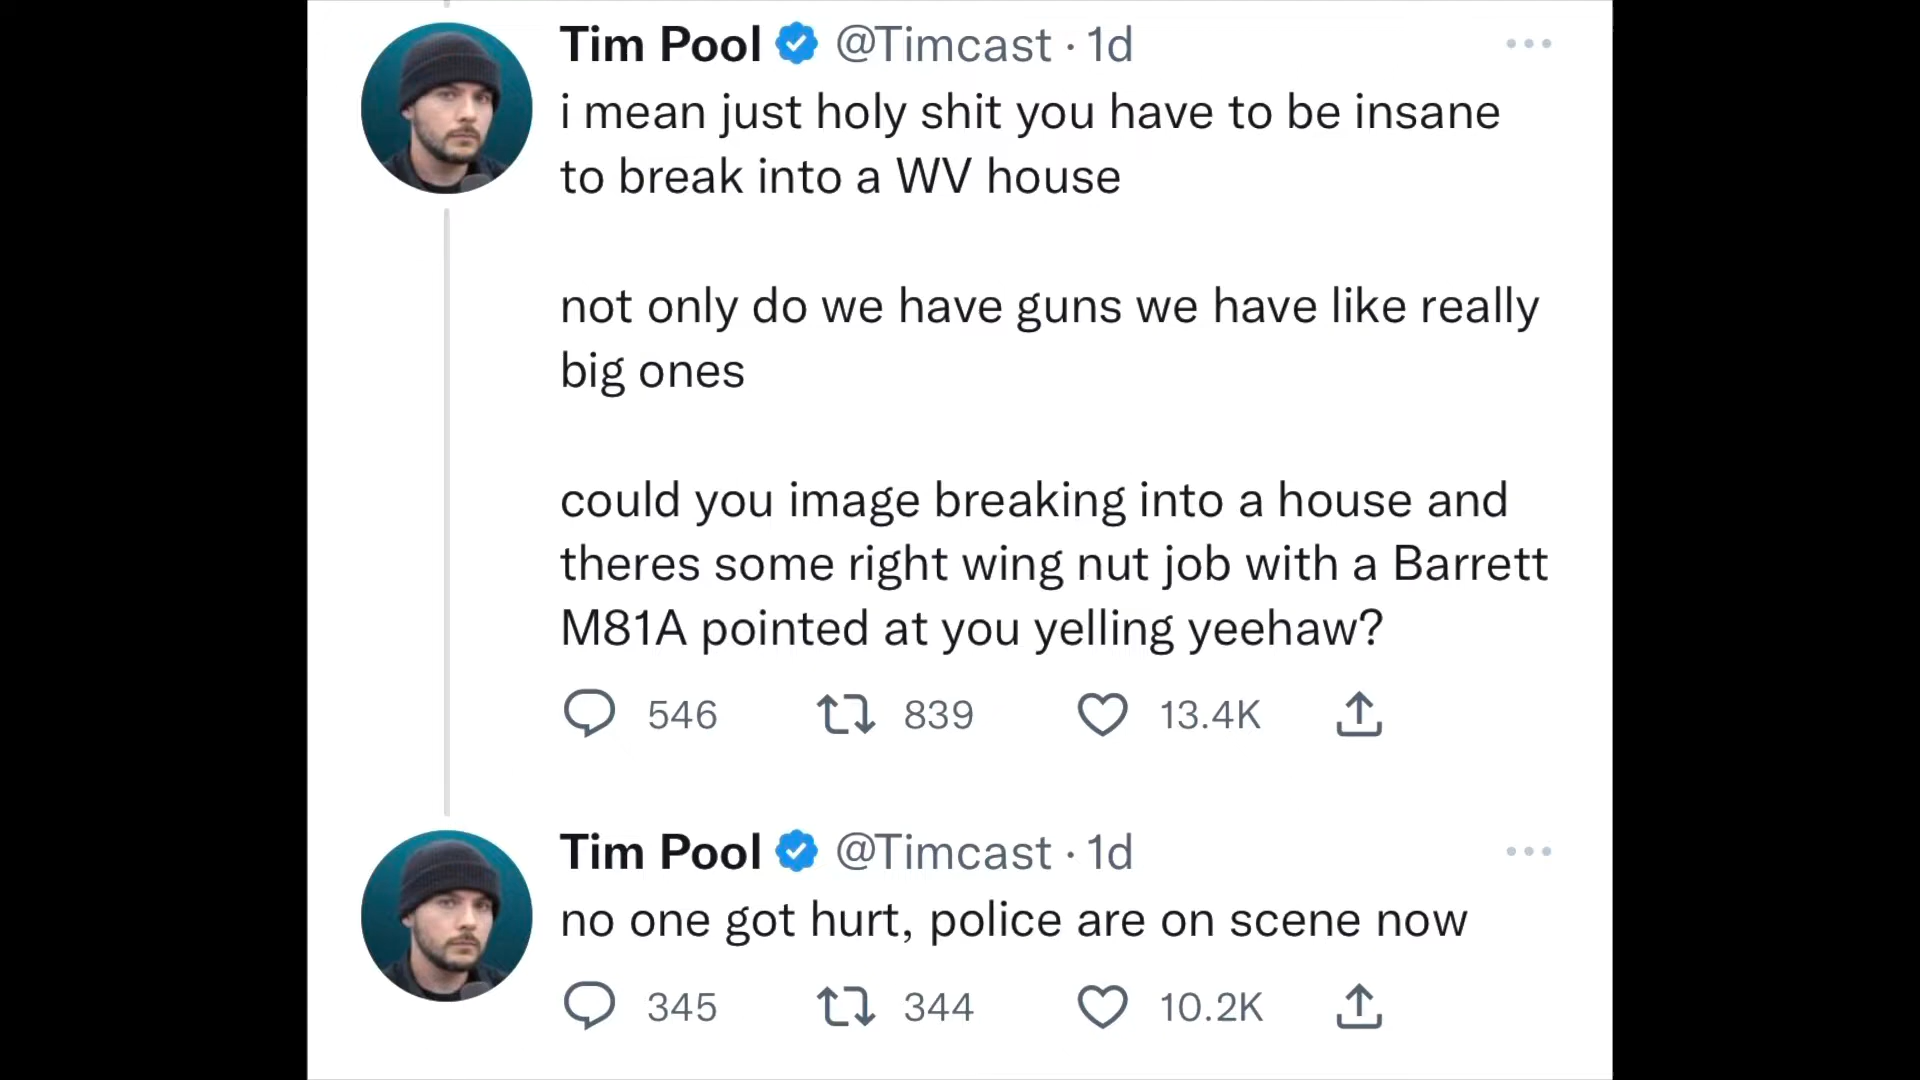 Tim Pool @Timcast · 1d
i mean just holy shit you have to be insane
to break into a WV house
not only do we have guns we have like really
big ones
could you image breaking into a house and
theres some right wing nut job with a Barrett
M81A pointed at you yelling yeehaw?
546 839 13.4K
Tim Pool @Timcast · 1d
no one got hurt, police are on scene now
345 344 10.2K